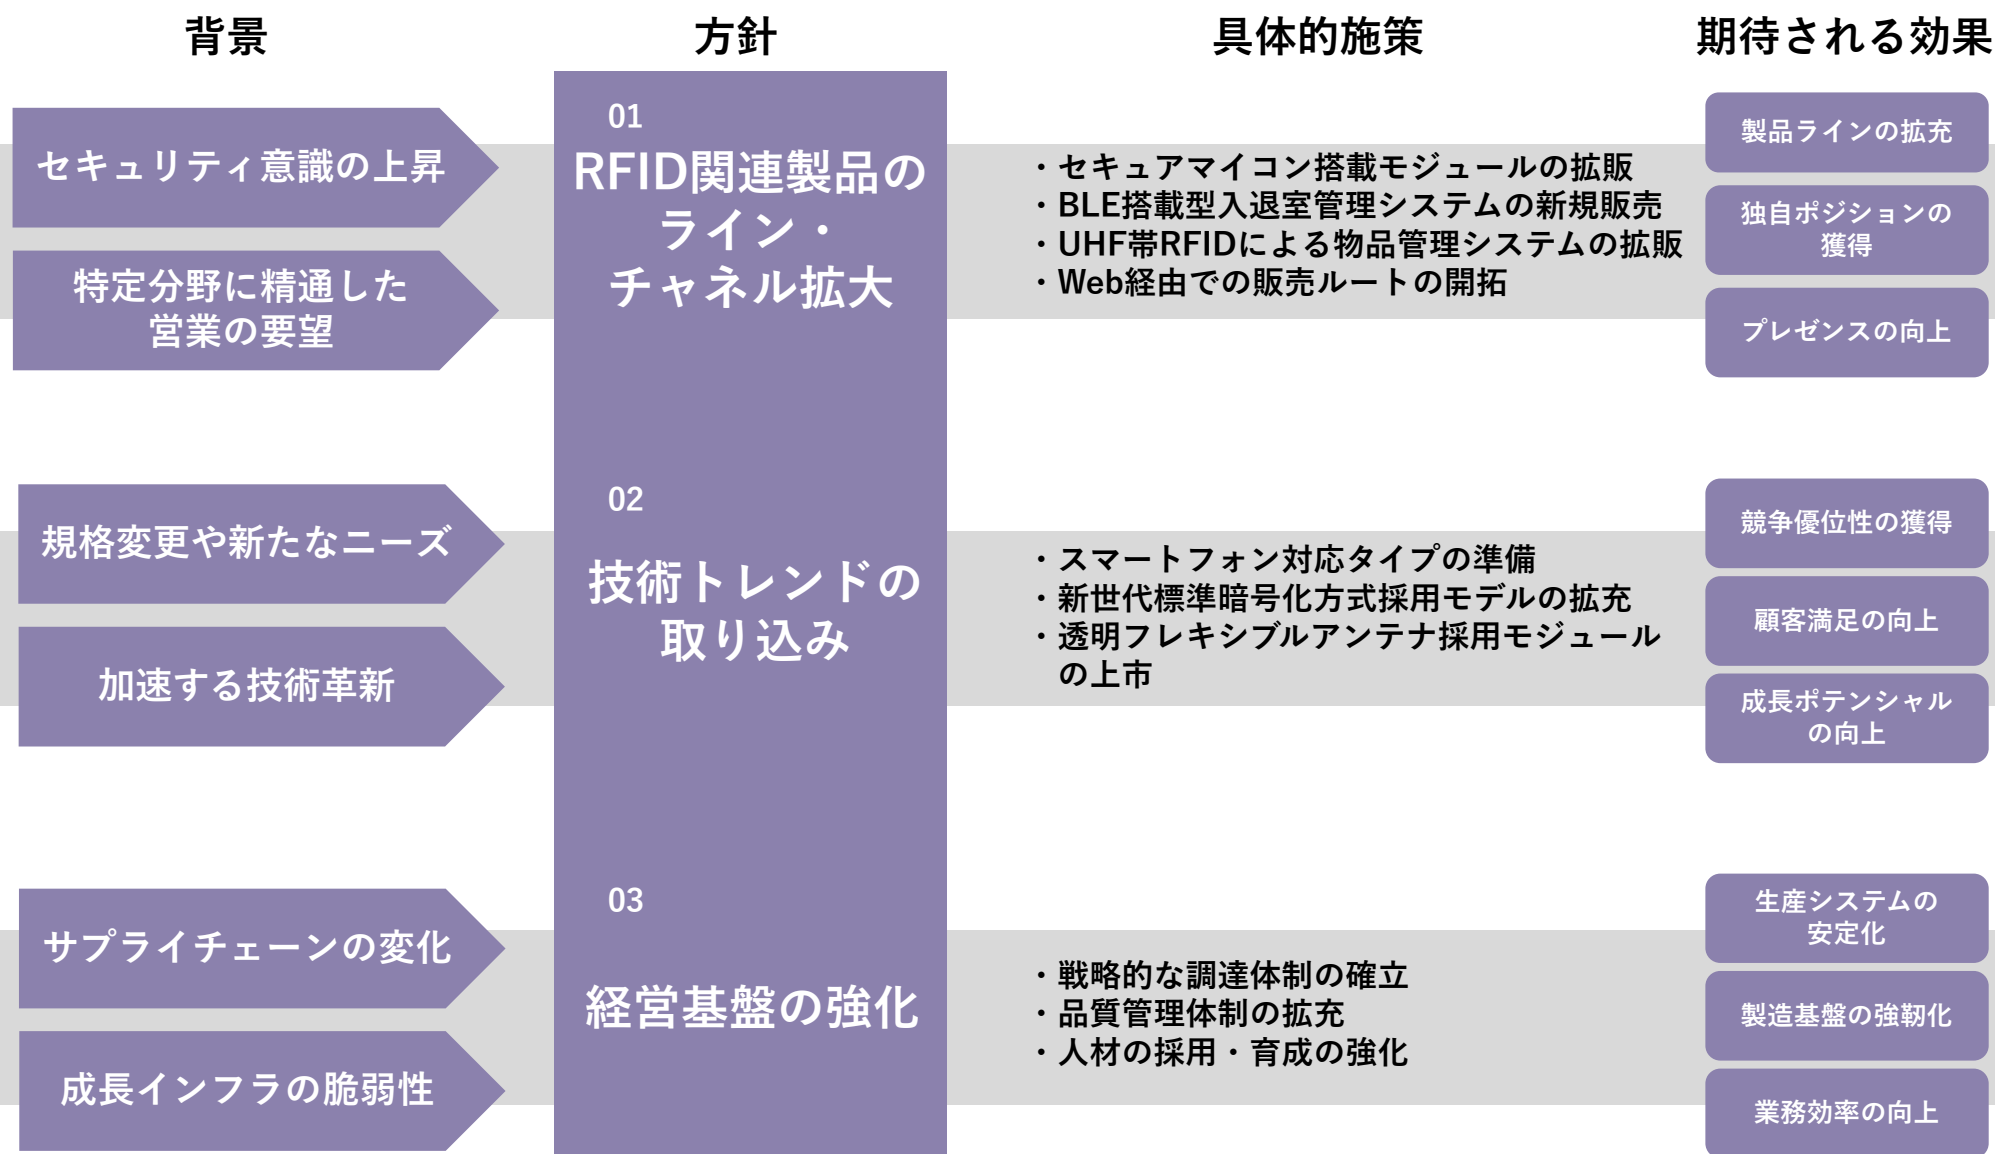 背景
方針
具体的施策
期待される効果
セキュリティ意識の上昇
特定分野に精通した
営業の要望
01
RFID関連製品の
ライン・
チャネル拡大
・セキュアマイコン搭載モジュールの拡販
・BLE搭載型入退室管理システムの新規販売
・UHF帯RFIDによる物品管理システムの拡販
・Web経由での販売ルートの開拓
製品ラインの拡充
独自ポジションの
獲得
プレゼンスの向上
規格変更や新たなニーズ
加速する技術革新
02
技術トレンドの
取り込み
・スマートフォン対応タイプの準備
・新世代標準暗号化方式採用モデルの拡充
・透明フレキシブルアンテナ採用モジュール
の上市
競争優位性の獲得
顧客満足の向上
成長ポテンシャル
の向上
サプライチェーンの変化
成長インフラの脆弱性
03
経営基盤の強化
・戦略的な調達体制の確立
・品質管理体制の拡充
・人材の採用・育成の強化
生産システムの
安定化
製造基盤の強靭化
業務効率の向上